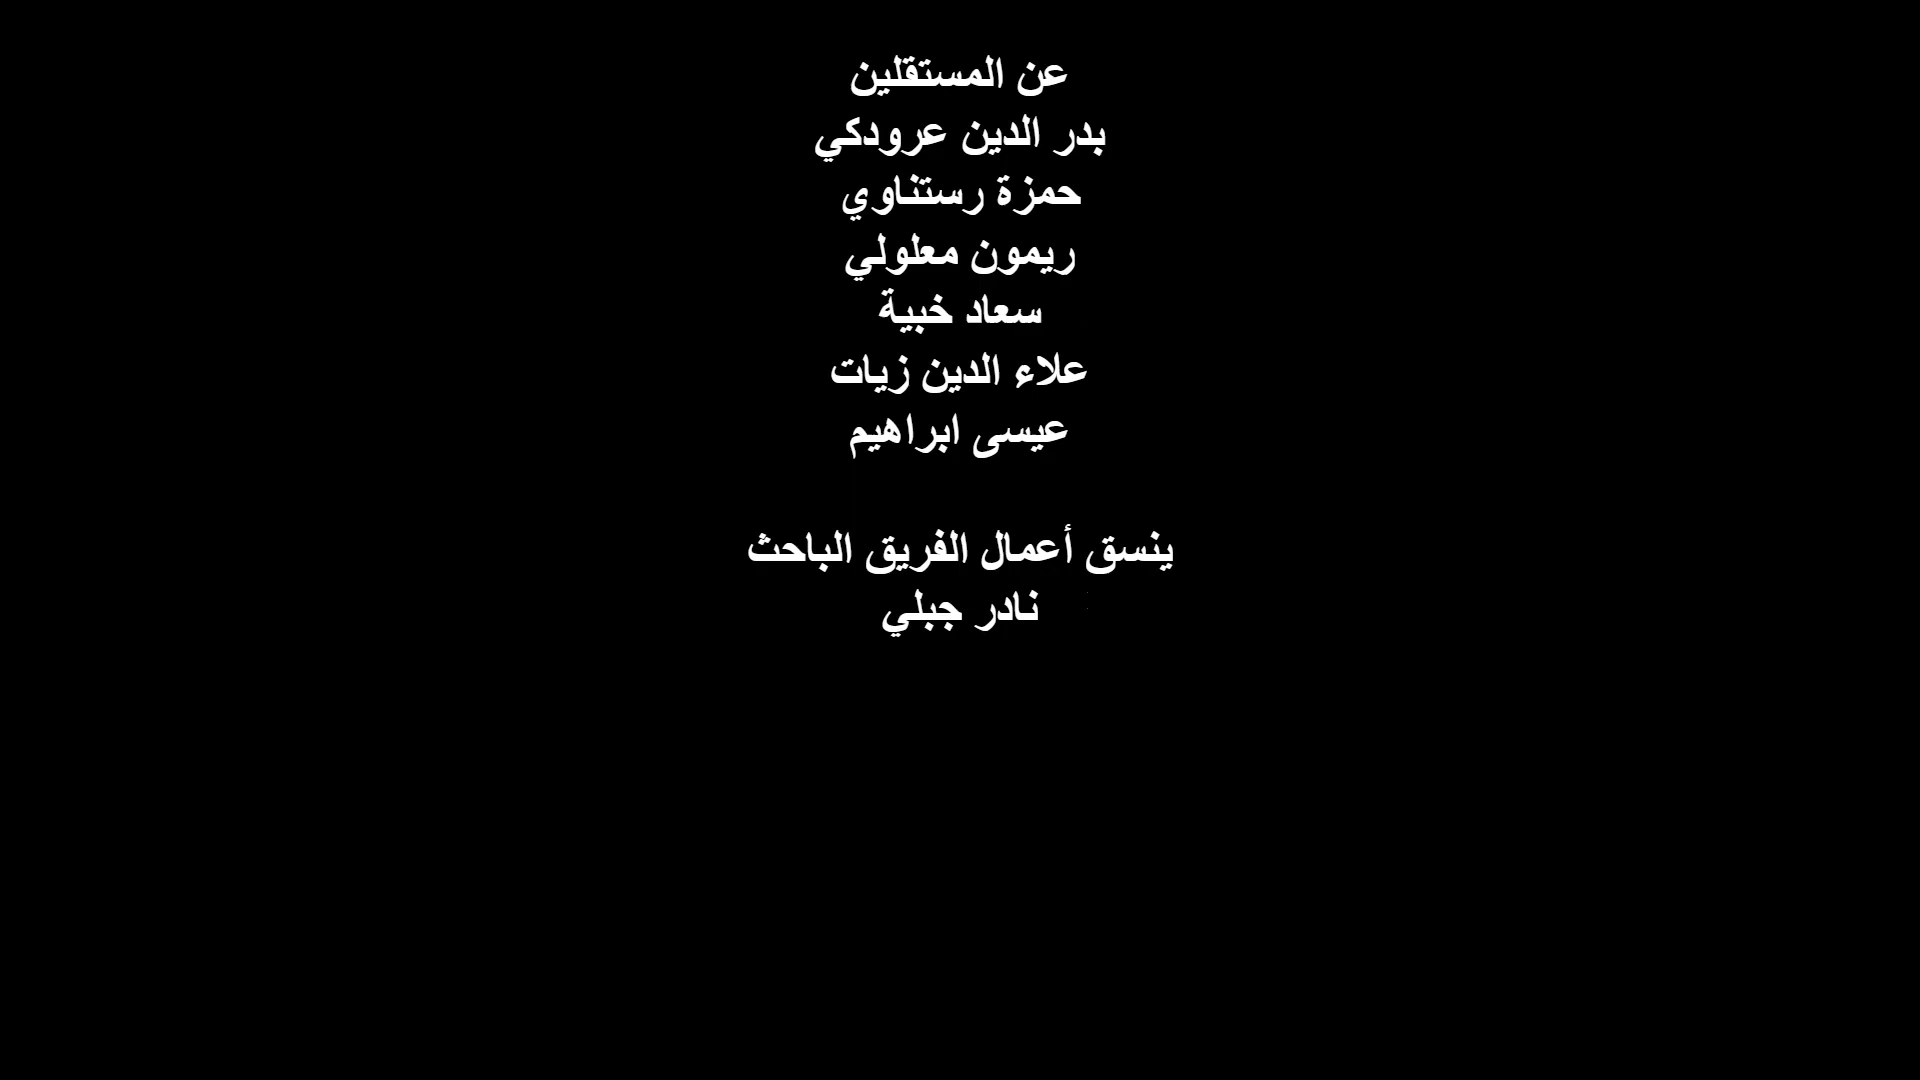 عن المستقلين
بدر الدين عرودكي
حمزة رستناوي
ريمون معلولي
سعاد خبية
علاء الدين زيات
عيسى ابراهيم
ينسق أعمال الفريق الباحث
نادر جبلي